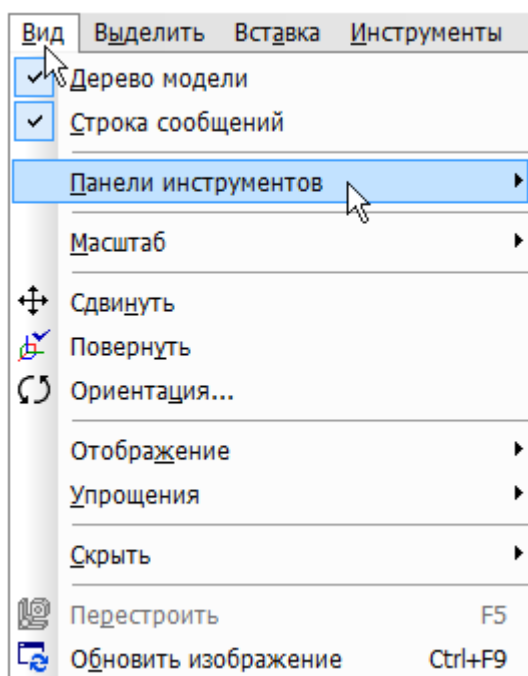 Вид Выделить Вставка Инструменты
Дерево модели
Строка сообщений
Панели инструментов
Масштаб
Сдвинуть
Повернуть
Ориентация...
Отображение
Упрощения
Скрыть
Перестроить F5
Обновить изображение Ctrl+F9